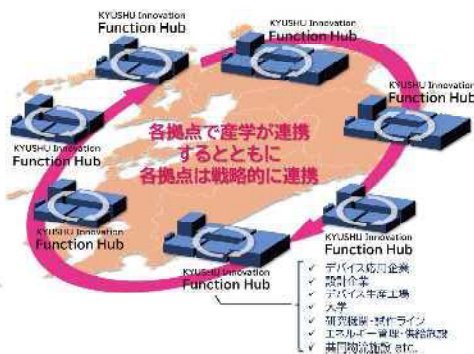 KYUSHU Innovation
Function Hub
KYUSHU Innovation
Function Hub
KYUSHU Innovation
Function Hub
KYUSHU Innovation
Function Hub
各拠点で産学が連携
するとともに
各拠点は戦略的に連携
KYUSHU Innovation
Function Hub
KYUSHU Innovation
Function Hub
KYUSHU Innovation
Function Hub
✓ デバイス応用企業
✓ 設計企業
✓ デバイス生産工場
✓ 大学
✓ 研究機関・試作ライン
✓ エネルギー管理・供給施設
✓ 共同物流施設 etc.